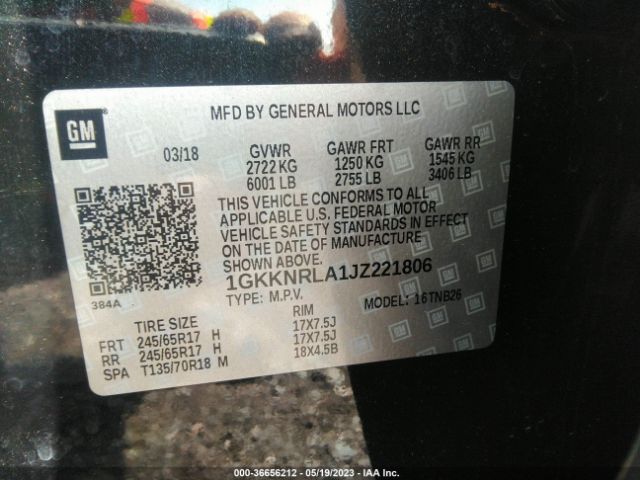 GM
MFD BY GENERAL MOTORS LLC
03/18 GVWR GAWR FRT GAWR RR
2722 KG 1250 KG 1545 KG
6001 LB 2755 LB 3406 LB
THIS VEHICLE CONFORMS TO ALL
APPLICABLE U.S. FEDERAL MOTOR
VEHICLE SAFETY STANDARDS IN EFFECT
ON THE DATE OF MANUFACTURE
SHOWN ABOVE.
384A 1GKKNRLA1JZ221806
TYPE: M.P.V. MODEL: 16TNB26
TIRE SIZE RIM
FRT 245/65R17 H 17X7.5J
RR 245/65R17 H 17X7.5J
SPA T135/70R18 M 18X4.5B
000-36656212 - 05/19/2023 - IAA Inc.